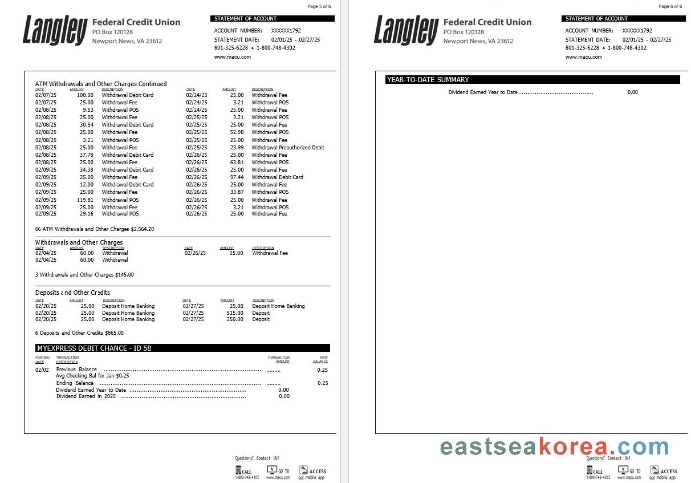 Page 5 of 6
Langley Federal Credit Union
PO Box 120128
Newport News, VA 23612
STATEMENT OF ACCOUNT
ACCOUNT NUMBER: XXXXXX1792
STATEMENT DATE: 02/01/25 - 02/27/25
801-325-6228 • 1-800-748-4302
www.macu.com
ATM Withdrawals and Other Charges Continued
DATE AMOUNT DESCRIPTION DATE AMOUNT DESCRIPTION
02/07/25 100.00 Withdrawal Debit Card 02/24/25 25.00 Withdrawal Fee
02/07/25 25.00 Withdrawal Fee 02/24/25 3.21 Withdrawal POS
02/08/25 9.53 Withdrawal POS 02/25/25 25.00 Withdrawal Fee
02/08/25 25.00 Withdrawal Fee 02/25/25 3.21 Withdrawal POS
02/08/25 30.54 Withdrawal Debit Card 02/25/25 25.00 Withdrawal Fee
02/08/25 25.00 Withdrawal Fee 02/25/25 52.98 Withdrawal POS
02/08/25 3.21 Withdrawal POS 02/25/25 25.00 Withdrawal Fee
02/08/25 25.00 Withdrawal Fee 02/25/25 23.99 Withdrawal Preauthorized Debit
02/08/25 37.78 Withdrawal Debit Card 02/26/25 25.00 Withdrawal Fee
02/08/25 25.00 Withdrawal Fee 02/26/25 63.81 Withdrawal POS
02/09/25 34.38 Withdrawal Debit Card 02/26/25 25.00 Withdrawal Fee
02/09/25 25.00 Withdrawal Fee 02/26/25 97.44 Withdrawal Debit Card
02/09/25 12.00 Withdrawal Debit Card 02/26/25 25.00 Withdrawal Fee
02/09/25 25.00 Withdrawal Fee 02/26/25 33.87 Withdrawal POS
02/09/25 119.81 Withdrawal POS 02/26/25 25.00 Withdrawal Fee
02/09/25 25.00 Withdrawal Fee 02/26/25 3.21 Withdrawal POS
02/09/25 29.16 Withdrawal POS 02/26/25 25.00 Withdrawal Fee
66 ATM Withdrawals and Other Charges $2,564.20
Withdrawals and Other Charges
DATE AMOUNT DESCRIPTION DATE AMOUNT DESCRIPTION
02/04/25 60.00 Withdrawal 02/26/25 25.00 Withdrawal Fee
02/04/25 60.00 Withdrawal
3 Withdrawals and Other Charges $145.00
Deposits and Other Credits
DATE AMOUNT DESCRIPTION DATE AMOUNT DESCRIPTION
02/20/25 25.00 Deposit Home Banking 02/27/25 25.00 Deposit Home Banking
02/20/25 25.00 Deposit Home Banking 02/27/25 515.00 Deposit
02/20/25 25.00 Deposit Home Banking 02/27/25 250.00 Deposit
6 Deposits and Other Credits $865.00
MYEXPRESS DEBIT CHANCE - ID 58
POSTING DATE TRANSACTION DESCRIPTION TRANSACTION AMOUNT NEW BALANCE
02/02 Previous Balance 0.25
Avg Checking Bal for Jan $0.25
Ending Balance 0.25
Dividend Earned Year to Date 0.00
Dividend Earned in 2025 0.00
Questions? Contact Us!
CALL GO TO ACCESS
1-800-748-4302 www.macu.com our mobile app
Page 6 of 6
Langley Federal Credit Union
PO Box 120128
Newport News, VA 23612
STATEMENT OF ACCOUNT
ACCOUNT NUMBER: XXXXXX1792
STATEMENT DATE: 02/01/25 - 02/27/25
801-325-6228 • 1-800-748-4302
www.macu.com
YEAR-TO-DATE SUMMARY
Dividend Earned Year to Date 0.00
eastseakorea.com
Questions? Contact Us!
CALL GO TO ACCESS
1-800-748-4302 www.macu.com our mobile app